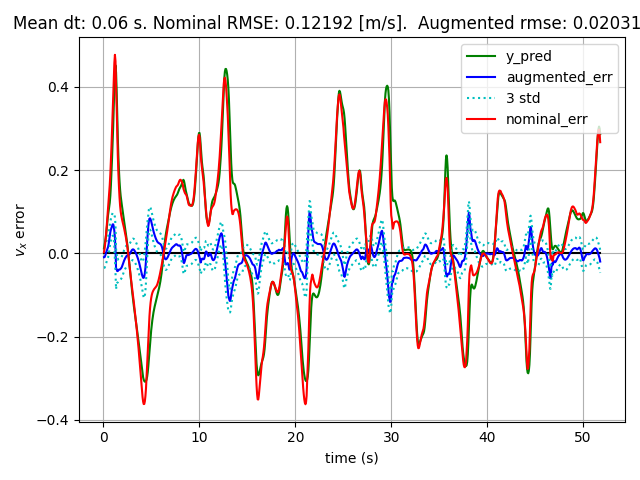 Mean dt: 0.06 s. Nominal RMSE: 0.12192 [m/s].  Augmented rmse: 0.02031
y_pred
augmented_err
3 std
nominal_err
0.4
0.2
0.0
−0.2
−0.4
vₓ error
0 10 20 30 40 50
time (s)